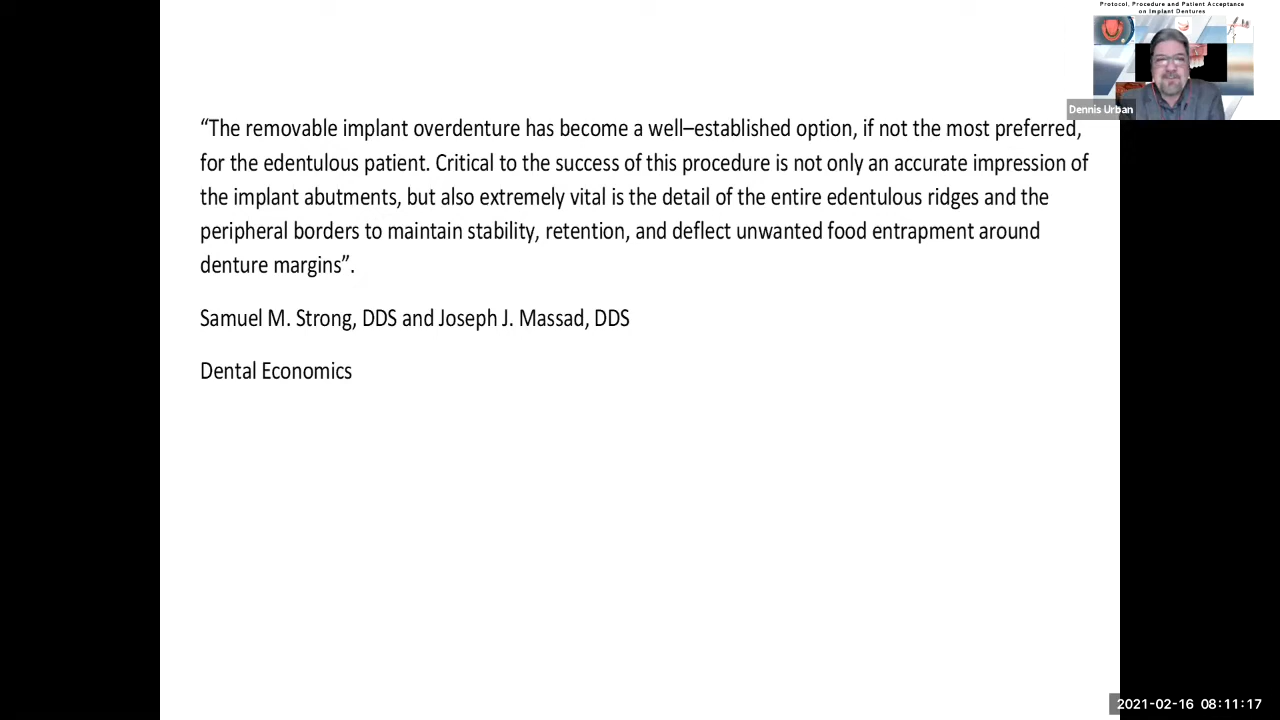 Protocol, Procedure and Patient Acceptance
on Implant Dentures
Dennis Urban
“The removable implant overdenture has become a well–established option, if not the most preferred,
for the edentulous patient. Critical to the success of this procedure is not only an accurate impression of
the implant abutments, but also extremely vital is the detail of the entire edentulous ridges and the
peripheral borders to maintain stability, retention, and deflect unwanted food entrapment around
denture margins”.
Samuel M. Strong, DDS and Joseph J. Massad, DDS
Dental Economics
2021-02-16 08:11:17